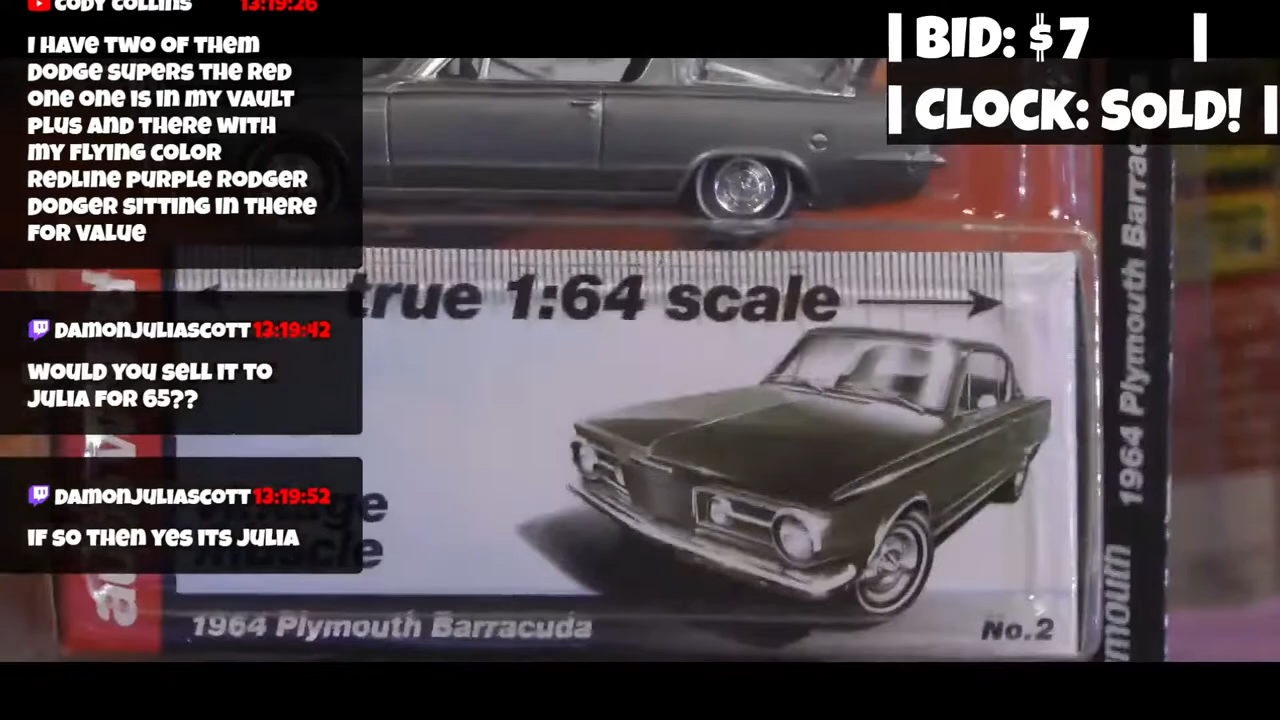 CODY COLLINS 13:19:26
I HAVE TWO OF THEM
DODGE SUPERS THE RED
ONE ONE IS IN MY VAULT
PLUS AND THERE WITH
MY FLYING COLOR
REDLINE PURPLE RODGER
DODGER SITTING IN THERE
FOR VALUE
DAMONJULIASCOTT 13:19:42
WOULD YOU SELL IT TO
JULIA FOR 65??
DAMONJULIASCOTT 13:19:52
IF SO THEN YES ITS JULIA
| BID: $7 |
| CLOCK: SOLD! |
true 1:64 scale
muscle
1964 Plymouth Barracuda
No.2
1964 Plymouth Barracuda